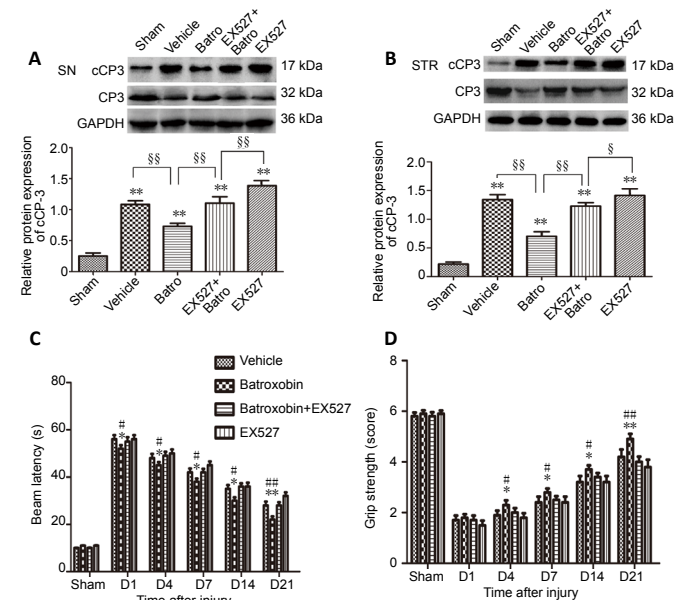 A
Sham Vehicle Batro EX527+ Batro EX527
SN cCP3 17 kDa
CP3 32 kDa
GAPDH 36 kDa
Relative protein expression
of cCP-3
2.0
1.5
1.0
0.5
0
§§ §§ §§
** ** ** **
Sham Vehicle Batro EX527+ Batro EX527
B
Sham Vehicle Batro EX527+ Batro EX527
STR cCP3 17 kDa
CP3 32 kDa
GAPDH 36 kDa
Relative protein expression
of cCP-3
2.0
1.5
1.0
0.5
0
§§ §§ §
** ** ** **
Sham Vehicle Batro EX527+ Batro EX527
C
Vehicle
Batroxobin
Batroxobin+EX527
EX527
Beam latency (s)
80
60
40
20
0
# # # # ##
* * * * **
Sham D1 D4 D7 D14 D21
Time after injury
D
Grip strength (score)
8
6
4
2
0
# # # ##
* * * **
Sham D1 D4 D7 D14 D21
Time after injury